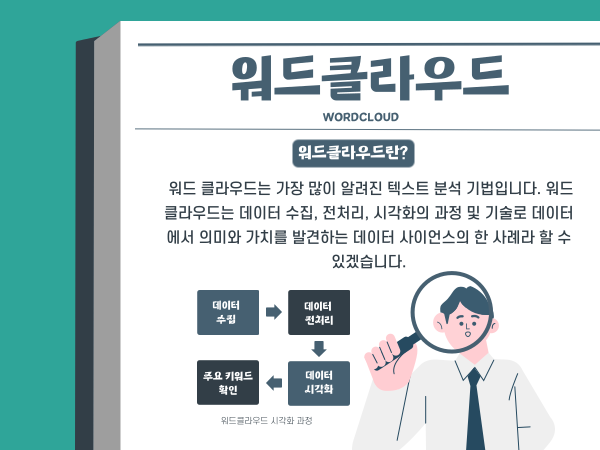 워드클라우드
WORDCLOUD
워드클라우드란?
워드 클라우드는 가장 많이 알려진 텍스트 분석 기법입니다. 워드
클라우드는 데이터 수집, 전처리, 시각화의 과정 및 기술로 데이터
에서 의미와 가치를 발견하는 데이터 사이언스의 한 사례라 할 수
있겠습니다.
데이터
수집
데이터
전처리
데이터
시각화
주요 키워드
확인
워드클라우드 시각화 과정